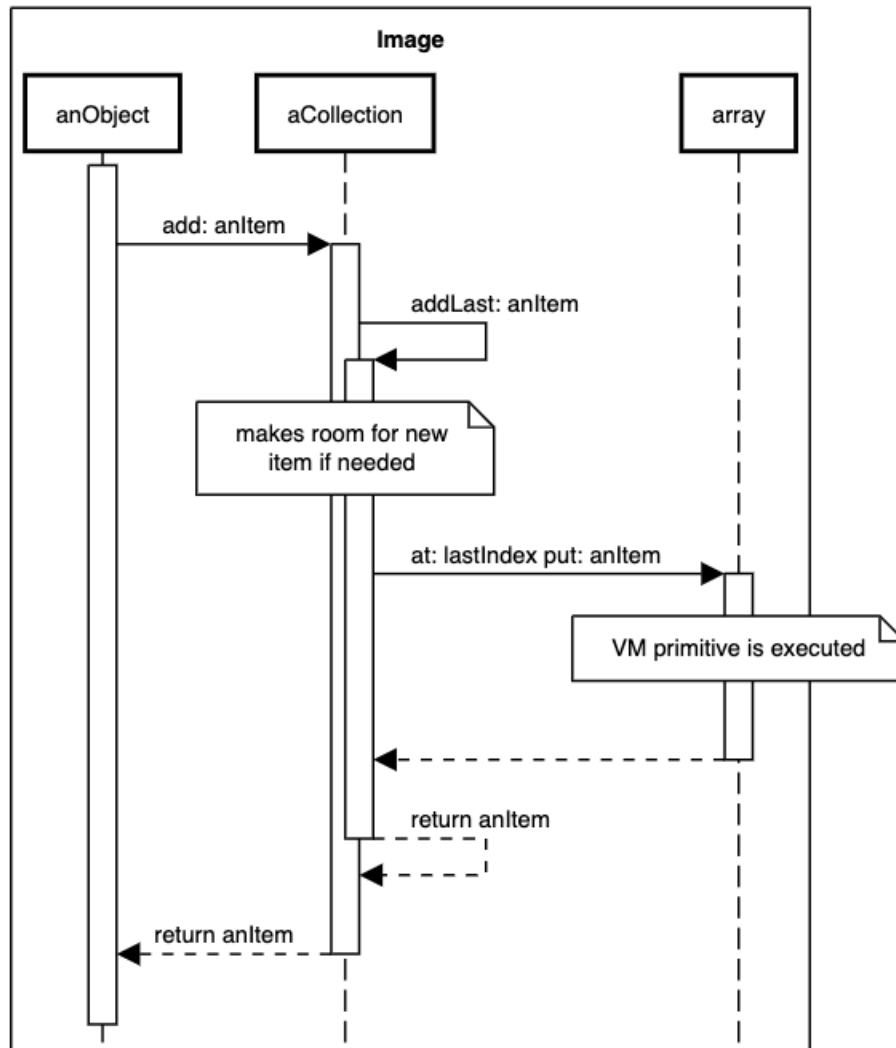 Image
anObject
aCollection
array
add: anItem
addLast: anItem
makes room for new
item if needed
at: lastIndex put: anItem
VM primitive is executed
return anItem
return anItem